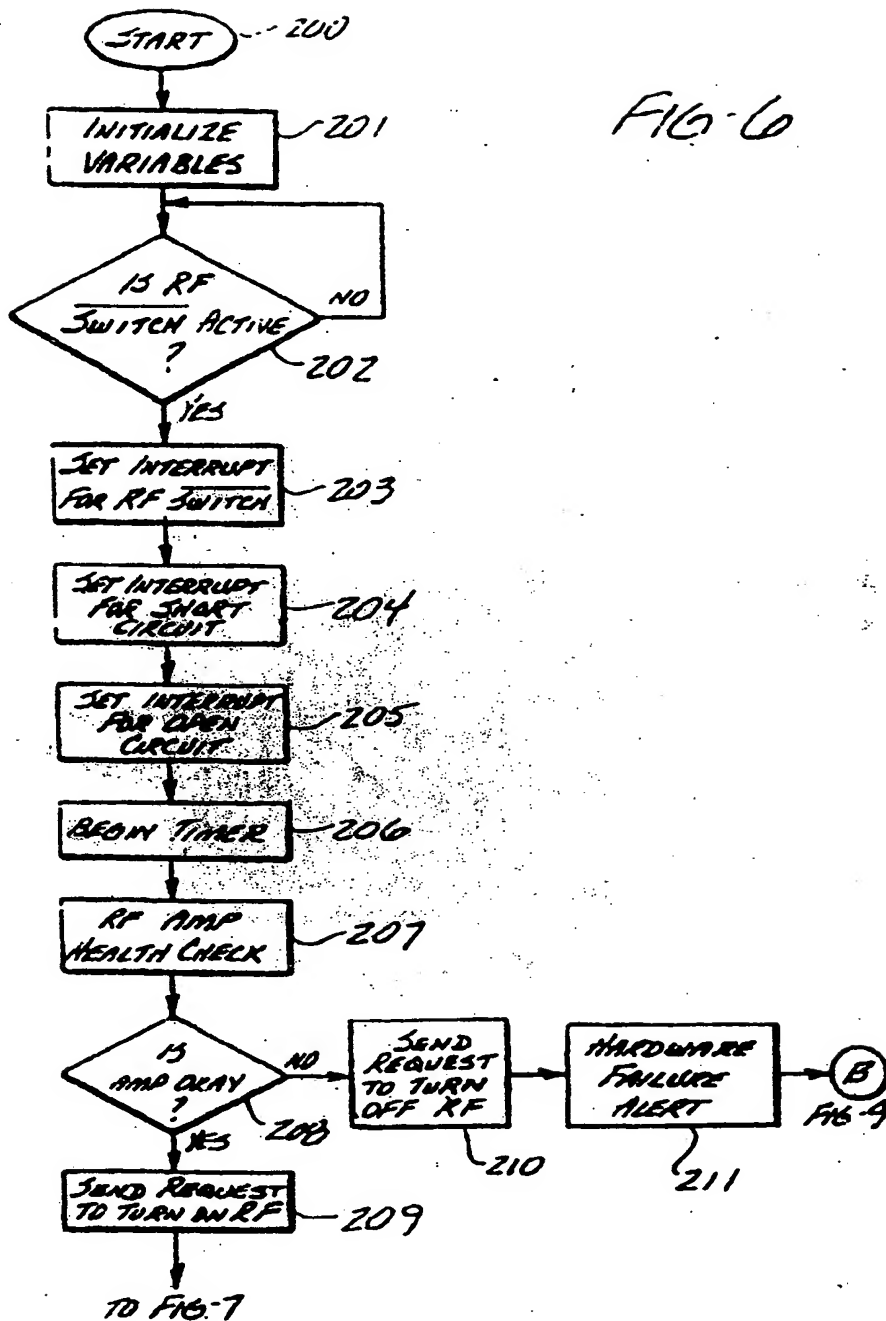 START
200
FIG-6
INITIALIZE
VARIABLES
201
IS RF
SWITCH ACTIVE
?
NO
202
YES
SET INTERRUPT
FOR RF SWITCH
203
SET INTERRUPT
FOR SHORT
CIRCUIT
204
SET INTERRUPT
FOR OPEN
CIRCUIT
205
BEGIN TIMER
206
RF AMP
HEALTH CHECK
207
IS
AMP OKAY
?
NO
208
YES
SEND
REQUEST
TO TURN
OFF RF
210
HARDWARE
FAILURE
ALERT
211
B
FIG-9
SEND REQUEST
TO TURN ON RF
209
TO FIG-7